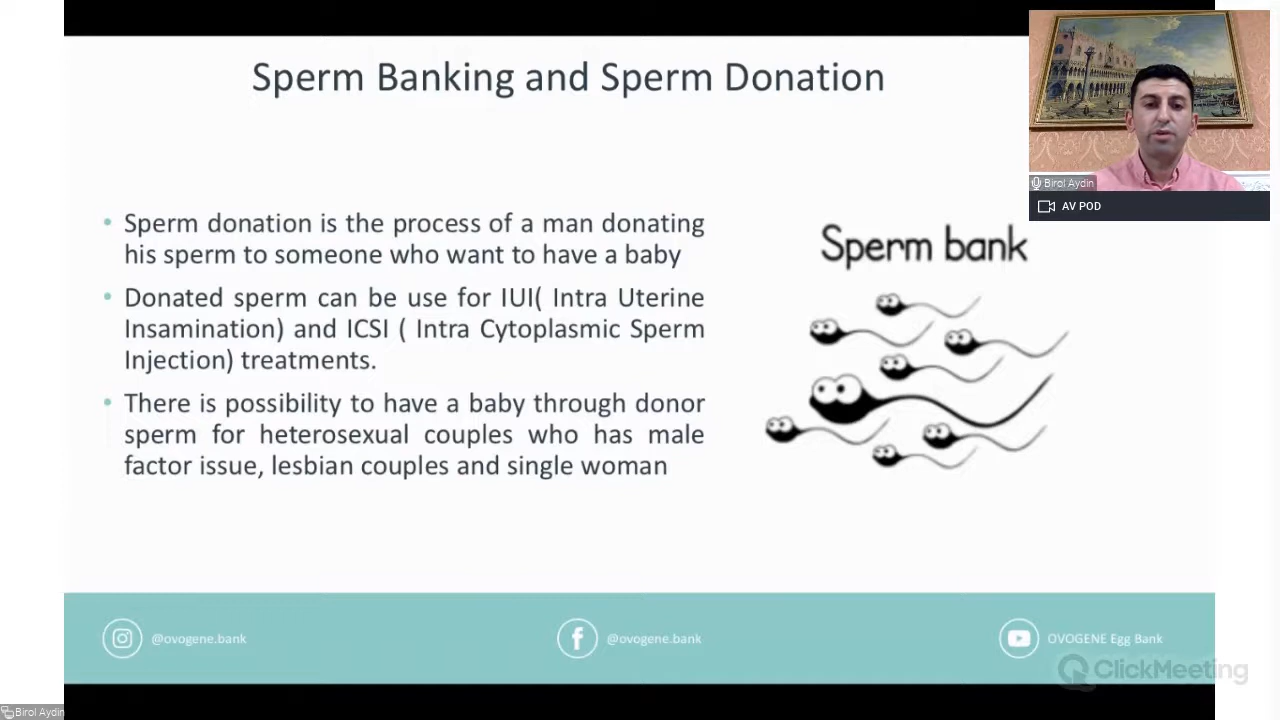 Sperm Banking and Sperm Donation
Birol Aydin
AV POD
• Sperm donation is the process of a man donating
his sperm to someone who want to have a baby
• Donated sperm can be use for IUI( Intra Uterine
Insamination) and ICSI ( Intra Cytoplasmic Sperm
Injection) treatments.
• There is possibility to have a baby through donor
sperm for heterosexual couples who has male
factor issue, lesbian couples and single woman
Sperm bank
@ovogene.bank
@ovogene.bank
OVOGENE Egg Bank
ClickMeeting
Birol Aydin